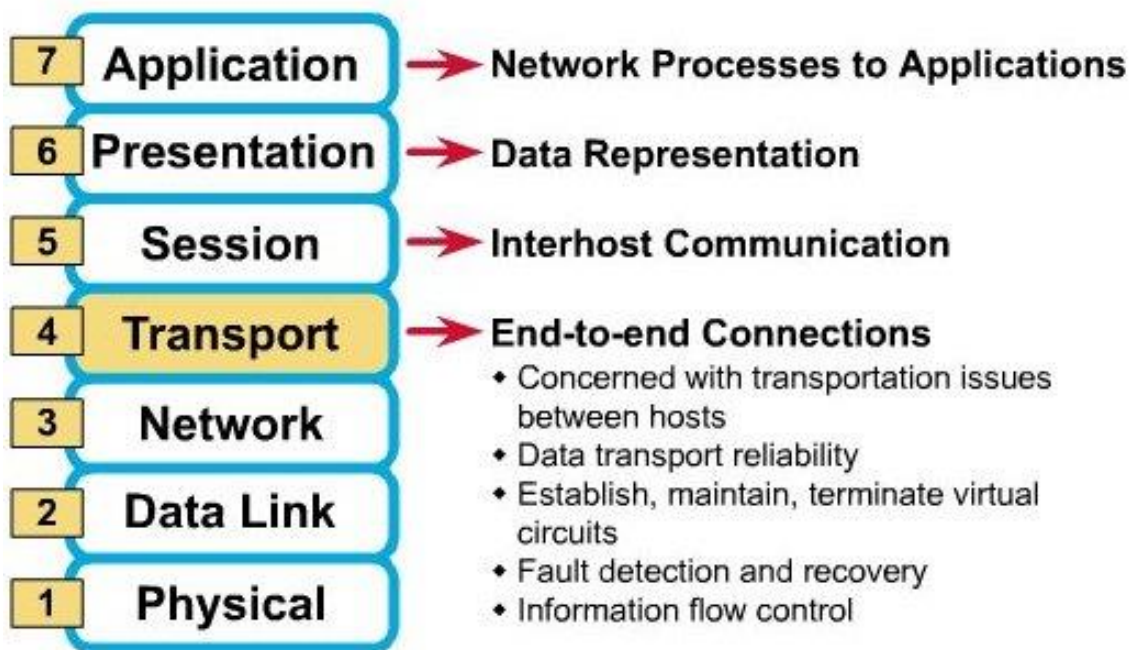 7 Application Network Processes to Applications
6 Presentation Data Representation
5 Session Interhost Communication
4 Transport End-to-end Connections
◆ Concerned with transportation issues
between hosts
3 Network
◆ Data transport reliability
◆ Establish, maintain, terminate virtual
circuits
2 Data Link
◆ Fault detection and recovery
1 Physical
◆ Information flow control